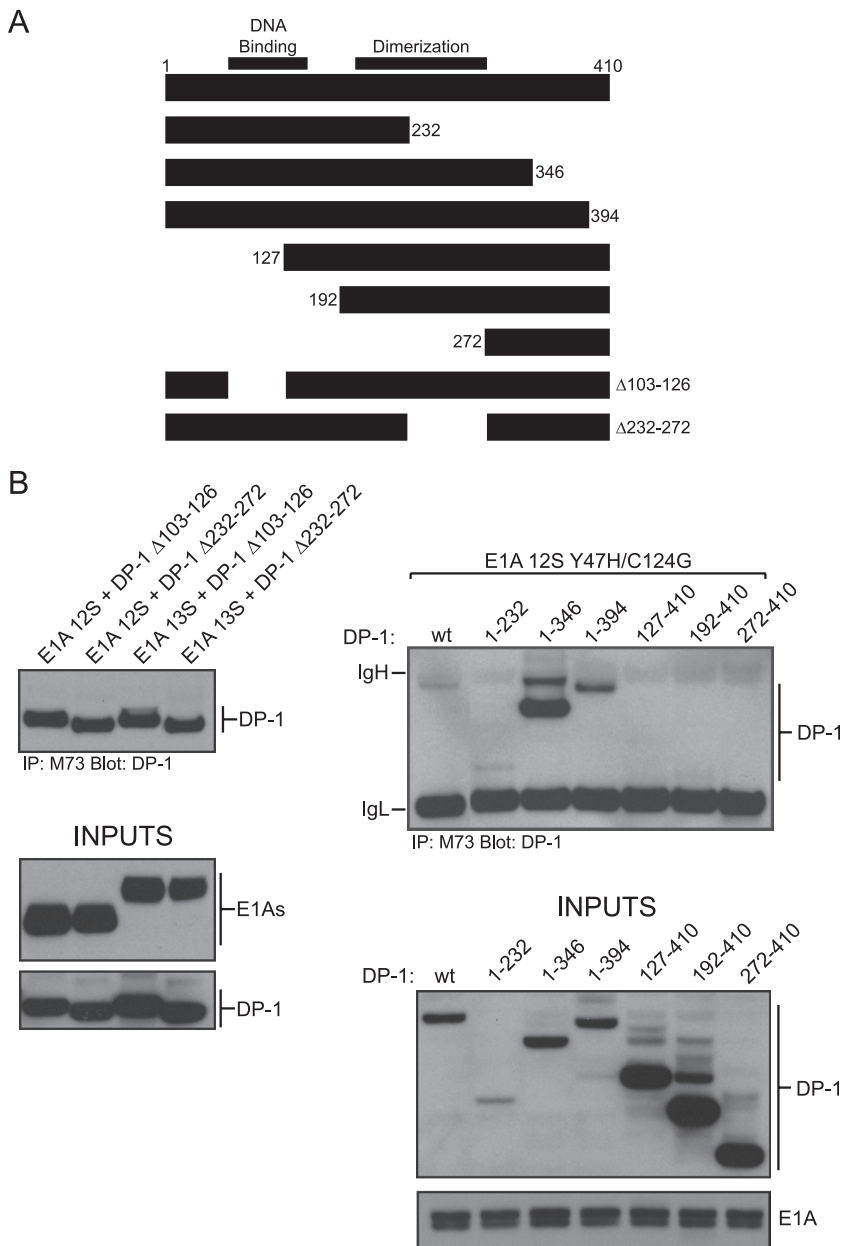 A
DNA
Binding
Dimerization
1
410
232
346
394
127
192
272
Δ103-126
Δ232-272
B
E1A 12S + DP-1 Δ103-126
E1A 12S + DP-1 Δ232-272
E1A 13S + DP-1 Δ103-126
E1A 13S + DP-1 Δ232-272
DP-1
IP: M73 Blot: DP-1
INPUTS
E1As
DP-1
E1A 12S Y47H/C124G
DP-1: wt 1-232 1-346 1-394 127-410 192-410 272-410
IgH
DP-1
IgL
IP: M73 Blot: DP-1
INPUTS
DP-1: wt 1-232 1-346 1-394 127-410 192-410 272-410
DP-1
E1A